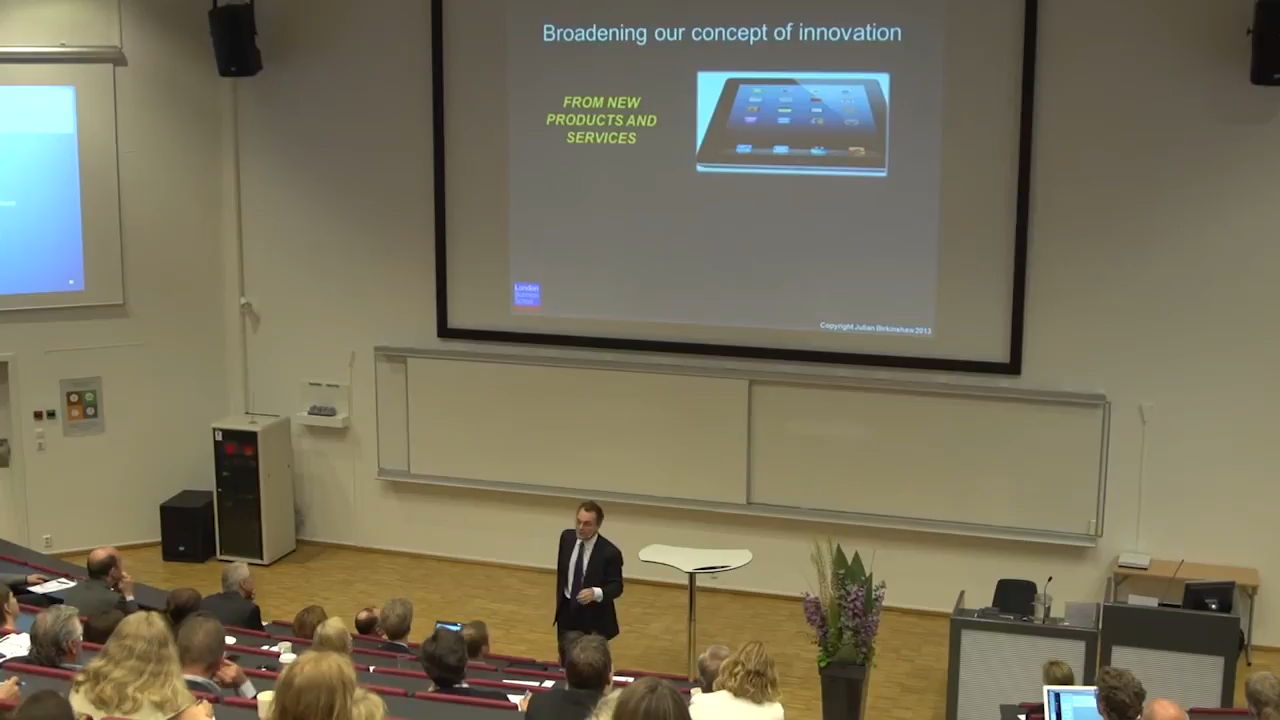 Broadening our concept of innovation
FROM NEW
PRODUCTS AND
SERVICES
London
Business
School
Copyright Julian Birkinshaw 2013